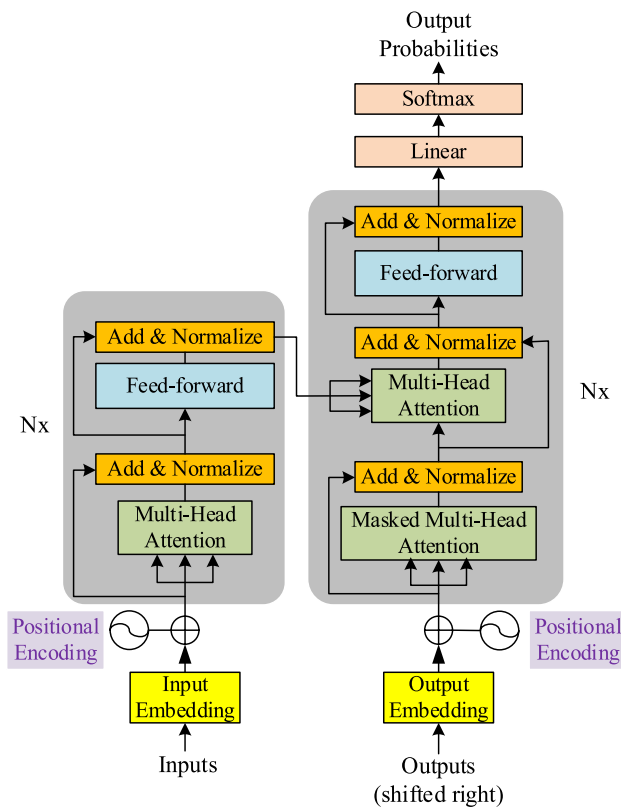 Output
Probabilities
Softmax
Linear
Add & Normalize
Feed-forward
Add & Normalize
Multi-Head
Attention
Nx
Add & Normalize
Masked Multi-Head
Attention
Add & Normalize
Feed-forward
Nx
Add & Normalize
Multi-Head
Attention
Positional
Encoding
Positional
Encoding
Input
Embedding
Output
Embedding
Inputs
Outputs
(shifted right)